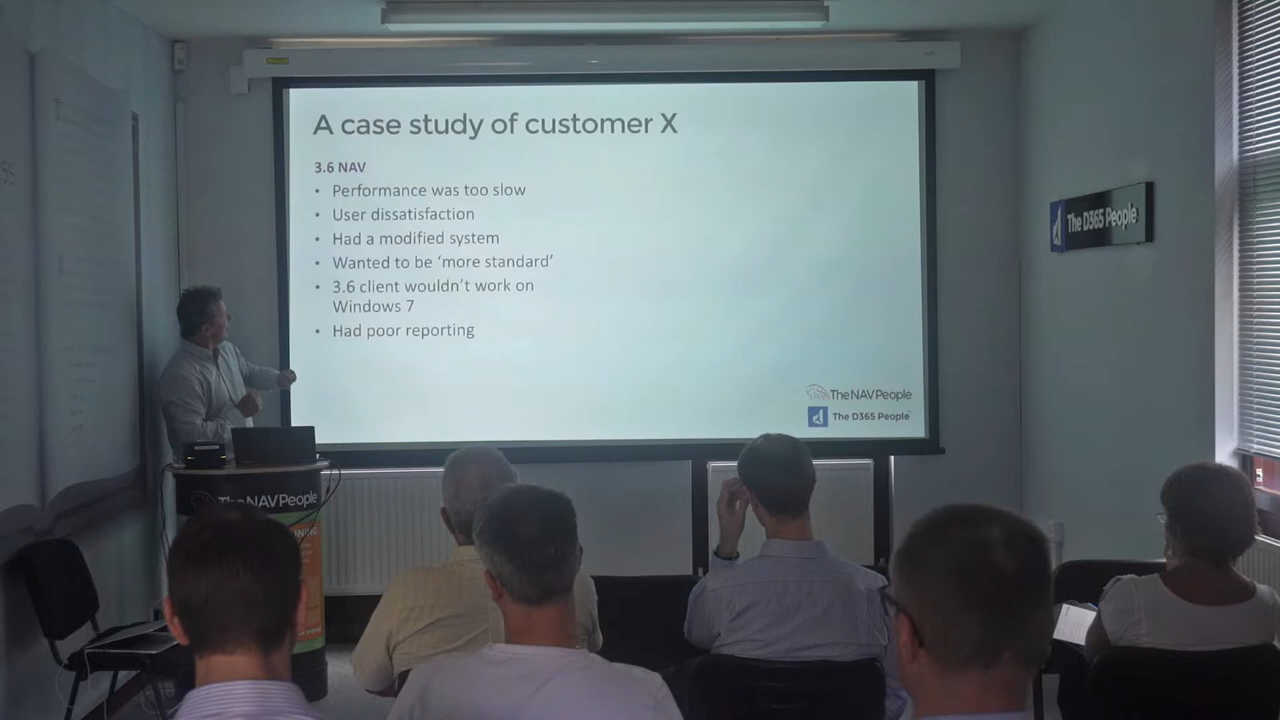 A case study of customer X
3.6 NAV
• Performance was too slow
• User dissatisfaction
• Had a modified system
• Wanted to be ‘more standard’
• 3.6 client wouldn’t work on
Windows 7
• Had poor reporting
TheNAVPeople
The D365 People
The D365 People
TheNAVPeople